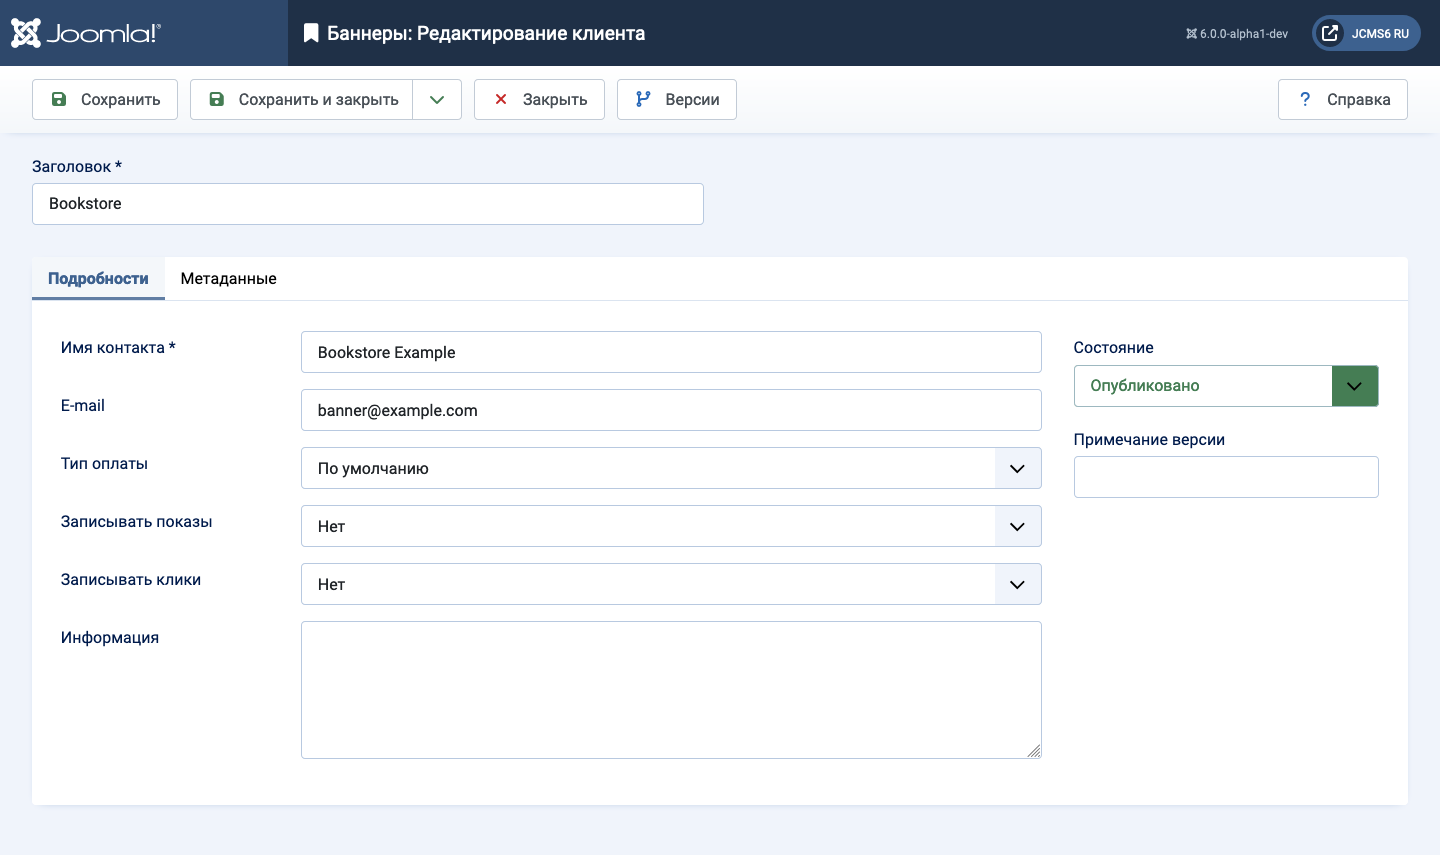 Joomla!®
Баннеры: Редактирование клиента
6.0.0-alpha1-dev
JCMS6 RU
Сохранить
Сохранить и закрыть
Закрыть
Версии
? Справка
Заголовок *
Bookstore
Подробности
Метаданные
Имя контакта *
Bookstore Example
E-mail
banner@example.com
Тип оплаты
По умолчанию
Записывать показы
Нет
Записывать клики
Нет
Информация
Состояние
Опубликовано
Примечание версии